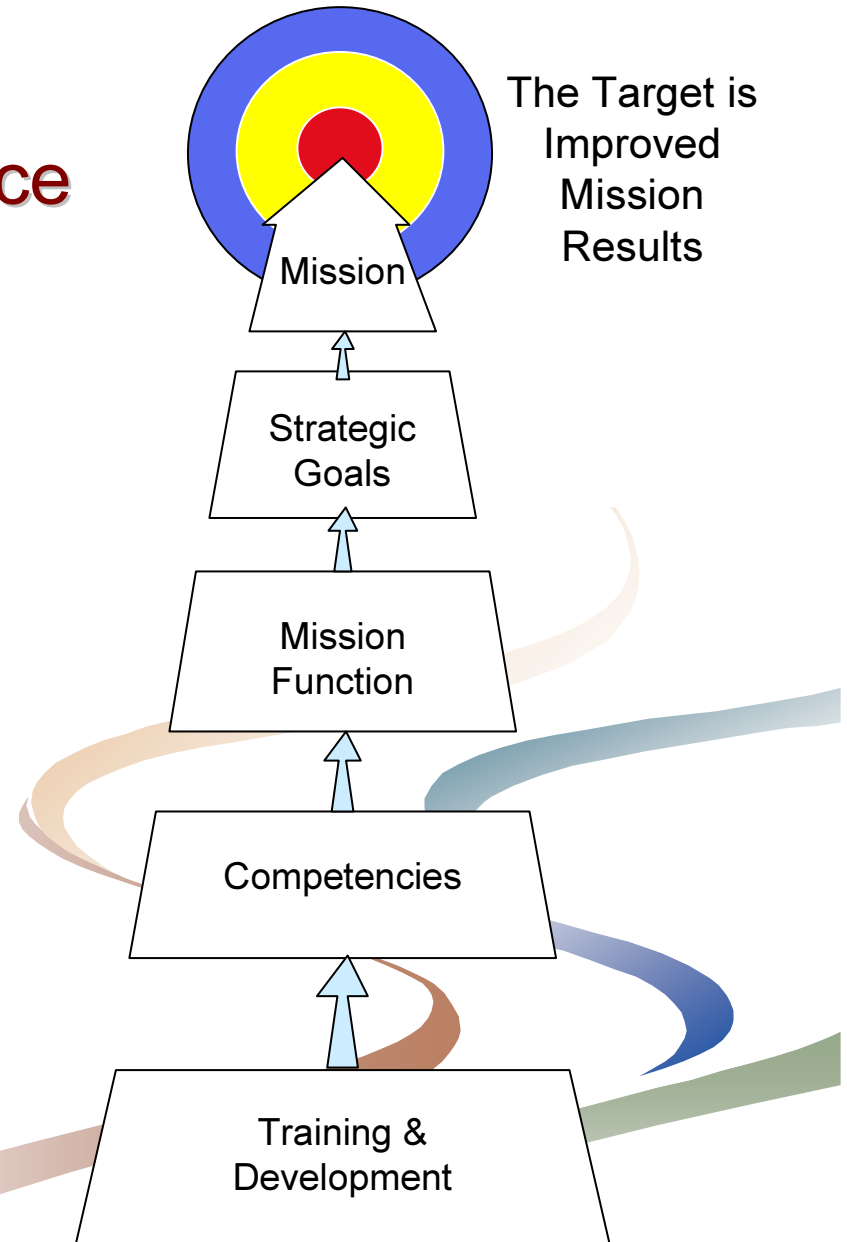 ce
The Target is
Improved
Mission
Results
Mission
Strategic
Goals
Mission
Function
Competencies
Training &
Development